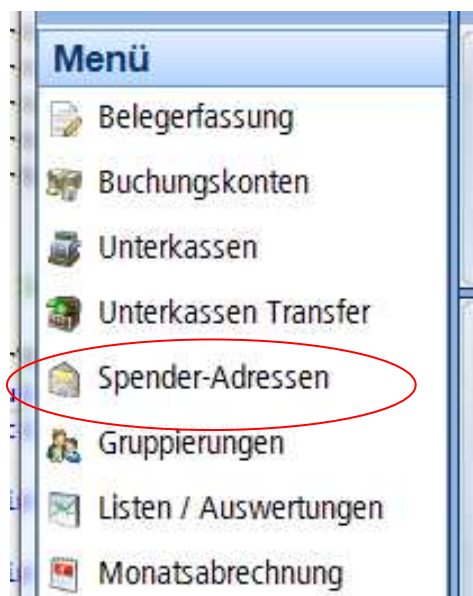 Menü
Belegerfassung
Buchungskonten
Unterkassen
Unterkassen Transfer
Spender-Adressen
Gruppierungen
Listen / Auswertungen
Monatsabrechnung